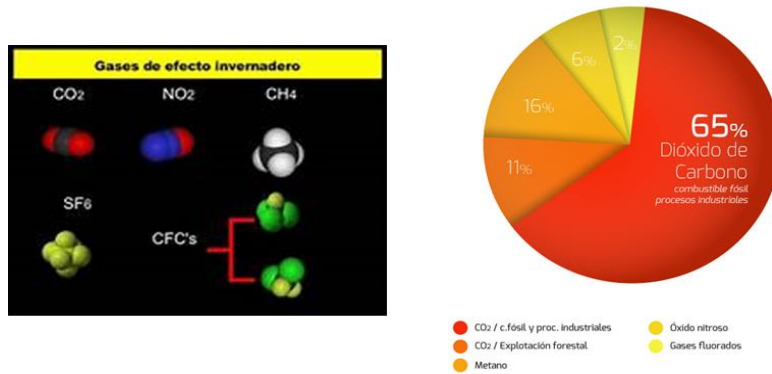 Gases de efecto invernadero
CO2 NO2 CH4
SF6
CFC's
2%
6%
16%
11%
65%
Dióxido de
Carbono
combustible fósil
procesos industriales
CO2 / c.fósil y proc. industriales
CO2 / Explotación forestal
Metano
Óxido nitroso
Gases fluorados